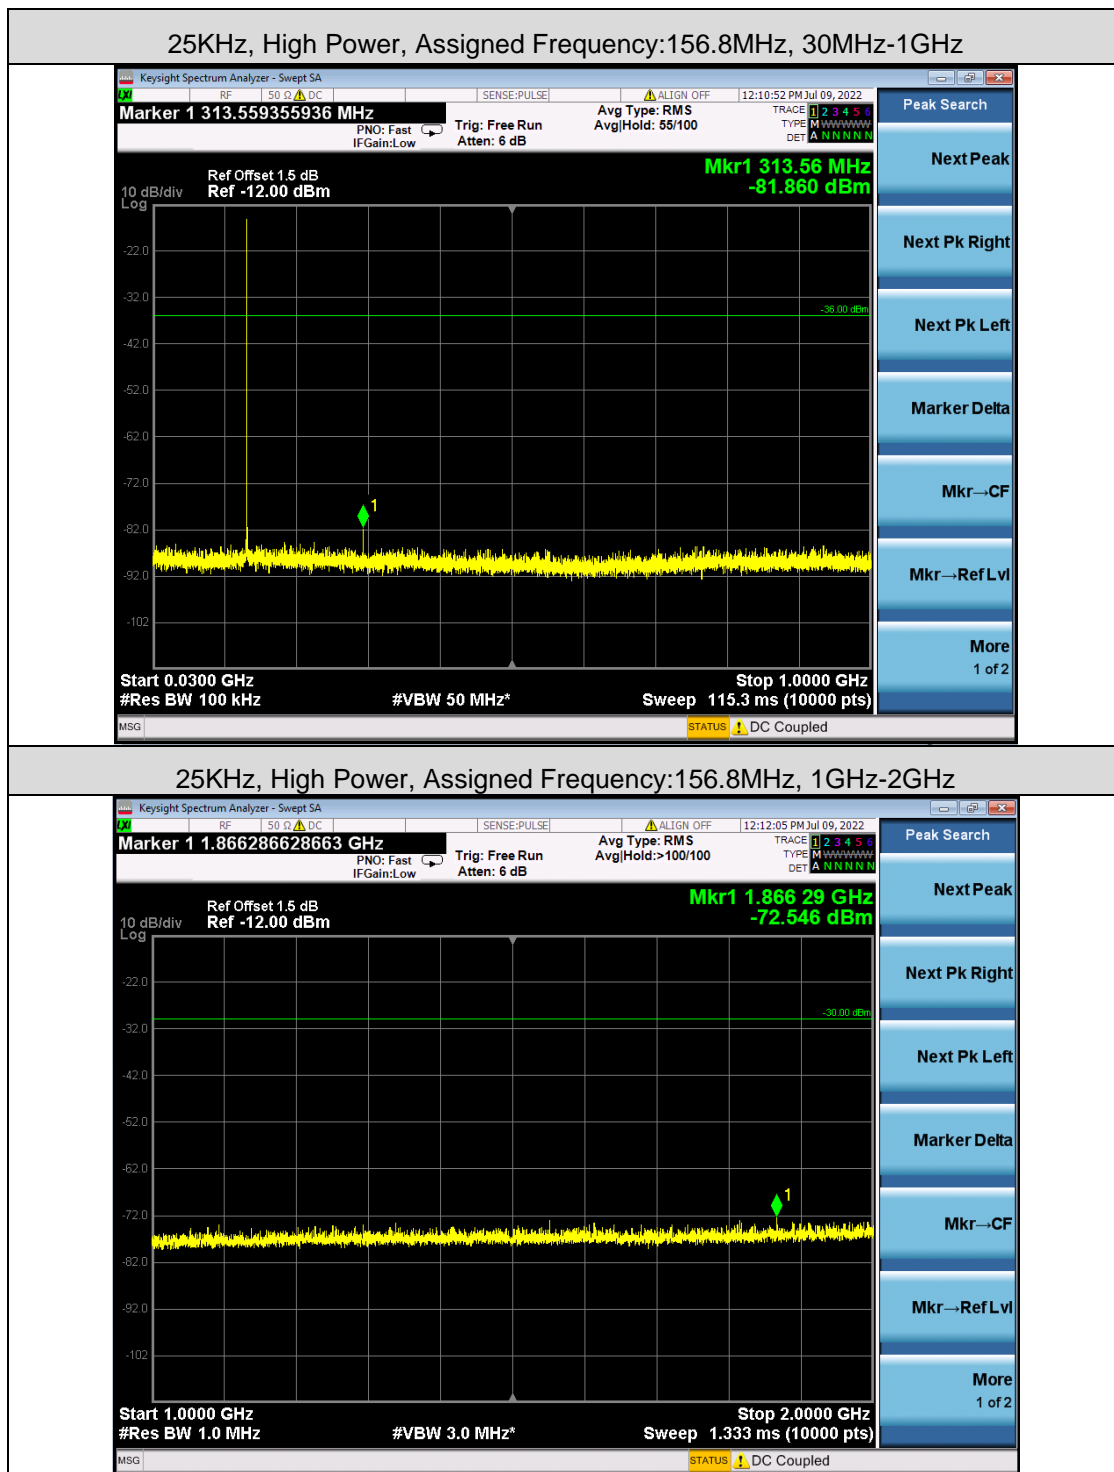 25KHz, High Power, Assigned Frequency:156.8MHz, 30MHz-1GHz
Keysight Spectrum Analyzer - Swept SA
LXI RF 50 Ω DC SENSE:PULSE ALIGN OFF 12:10:52 PM Jul 09, 2022
Marker 1 313.559355936 MHz
PNO: Fast
IFGain:Low
Trig: Free Run
Atten: 6 dB
Avg Type: RMS
Avg|Hold: 55/100
TRACE 1 2 3 4 5 6
TYPE M WWWWW
DET A N N N N N
Peak Search
Mkr1 313.56 MHz
-81.860 dBm
Ref Offset 1.5 dB
10 dB/div Ref -12.00 dBm
Log
-22.0
-32.0
-36.00 dBm
-42.0
-52.0
-62.0
-72.0
1
-82.0
-92.0
-102
Start 0.0300 GHz Stop 1.0000 GHz
#Res BW 100 kHz #VBW 50 MHz* Sweep 115.3 ms (10000 pts)
MSG STATUS DC Coupled
Next Peak
Next Pk Right
Next Pk Left
Marker Delta
Mkr→CF
Mkr→Ref Lvl
More
1 of 2
25KHz, High Power, Assigned Frequency:156.8MHz, 1GHz-2GHz
Keysight Spectrum Analyzer - Swept SA
LXI RF 50 Ω DC SENSE:PULSE ALIGN OFF 12:12:05 PM Jul 09, 2022
Marker 1 1.866286628663 GHz
PNO: Fast
IFGain:Low
Trig: Free Run
Atten: 6 dB
Avg Type: RMS
Avg|Hold:>100/100
TRACE 1 2 3 4 5 6
TYPE M WWWWW
DET A N N N N N
Peak Search
Mkr1 1.866 29 GHz
-72.546 dBm
Ref Offset 1.5 dB
10 dB/div Ref -12.00 dBm
Log
-22.0
-30.00 dBm
-32.0
-42.0
-52.0
-62.0
1
-72.0
-82.0
-92.0
-102
Start 1.0000 GHz Stop 2.0000 GHz
#Res BW 1.0 MHz #VBW 3.0 MHz* Sweep 1.333 ms (10000 pts)
MSG STATUS DC Coupled
Next Peak
Next Pk Right
Next Pk Left
Marker Delta
Mkr→CF
Mkr→Ref Lvl
More
1 of 2